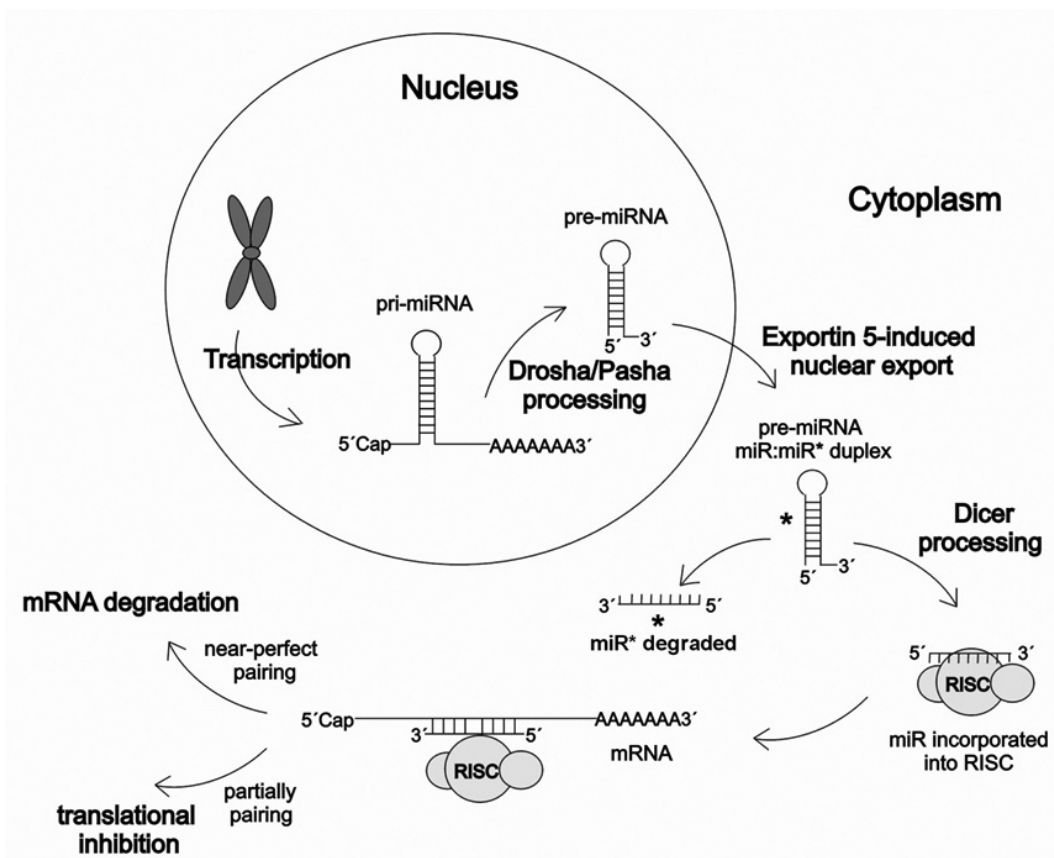 Nucleus
Cytoplasm
pre-miRNA
pri-miRNA
5´ 3´
Transcription
Drosha/Pasha
processing
Exportin 5-induced
nuclear export
5´Cap AAAAAAA3´
pre-miRNA
miR:miR* duplex
*
Dicer
processing
5´ 3´
mRNA degradation
3´ 5´
*
miR* degraded
near-perfect
pairing
5´ 3´
RISC
miR incorporated
into RISC
5´Cap AAAAAAA3´
3´ 5´
mRNA
RISC
partially
pairing
translational
inhibition